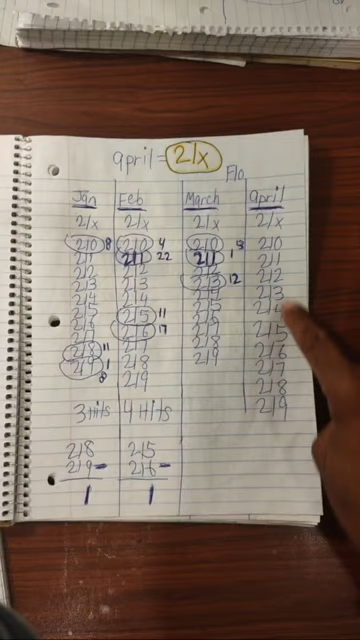 april = 21x
Flo
Jan Feb March april
21x 21x 21x 21x
210 8 210 4 210 210
211 211 22 211 1 211
212 212 212 212
213 213 213 12 213
214 214 214 214
215 215 11 215 215
216 216 17 216
217 217 217
218 11 218 218 218
219 1 219 219 219
8
3 Hits 4 Hits
218 215
219 - 216 -
1 1